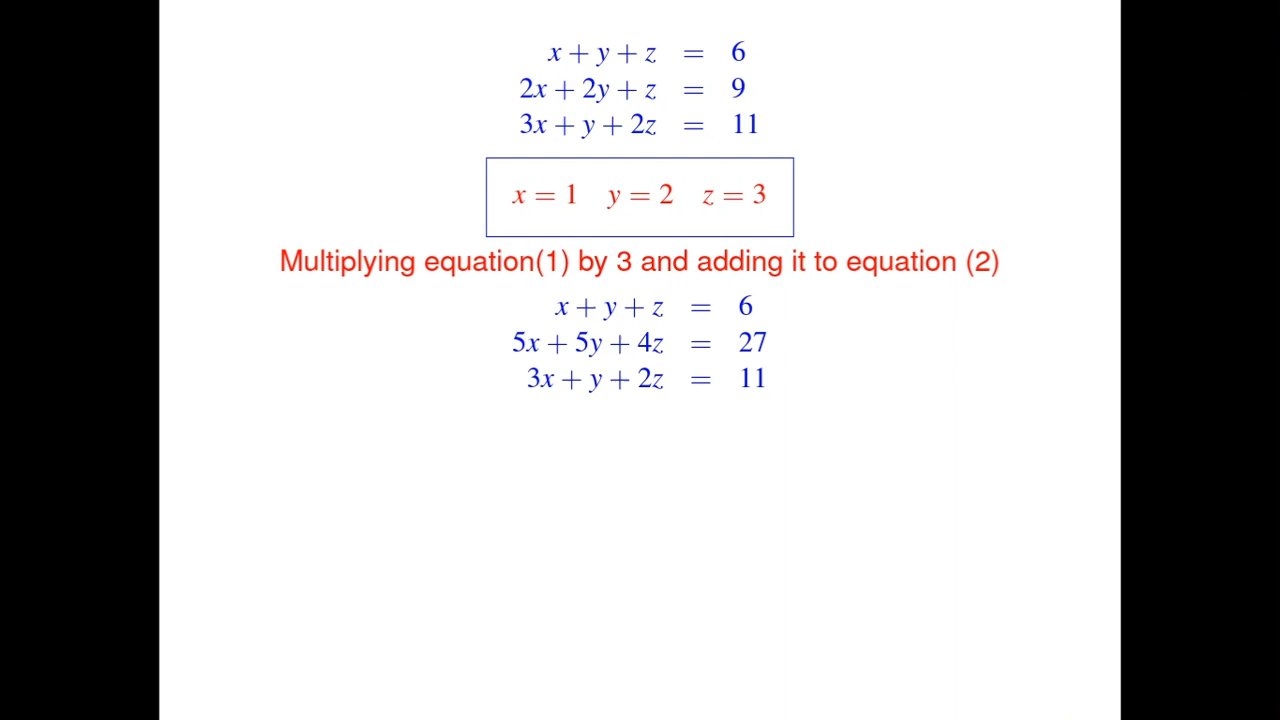 x + y + z = 6
2x + 2y + z = 9
3x + y + 2z = 11
x = 1 y = 2 z = 3
Multiplying equation(1) by 3 and adding it to equation (2)
x + y + z = 6
5x + 5y + 4z = 27
3x + y + 2z = 11